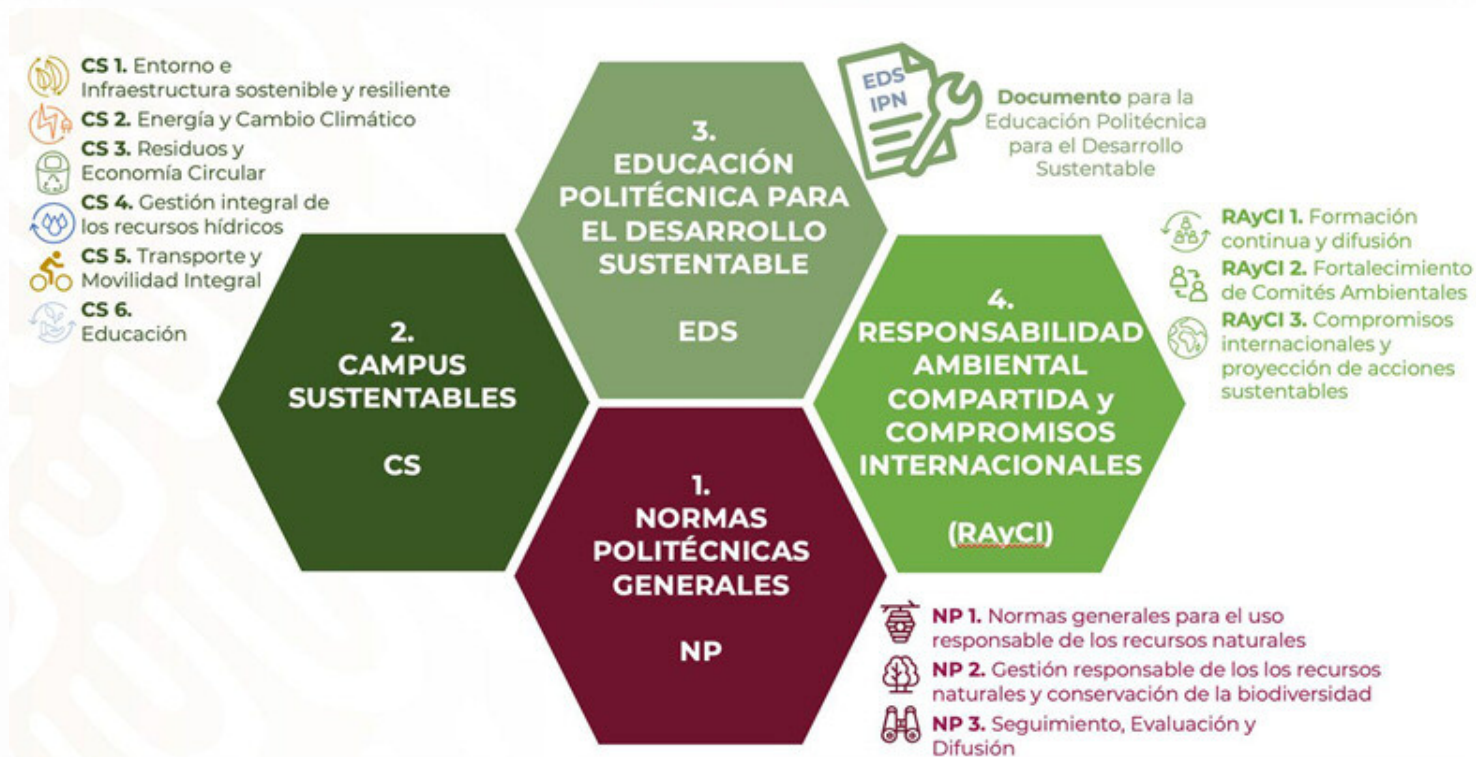 CS 1. Entorno e
Infraestructura sostenible y resiliente
CS 2. Energía y Cambio Climático
CS 3. Residuos y
Economía Circular
CS 4. Gestión integral de
los recursos hídricos
CS 5. Transporte y
Movilidad Integral
CS 6.
Educación
2.
CAMPUS
SUSTENTABLES
CS
3.
EDUCACIÓN
POLITÉCNICA PARA
EL DESARROLLO
SUSTENTABLE
EDS
EDS
IPN
Documento para la
Educación Politécnica
para el Desarrollo
Sustentable
4.
RESPONSABILIDAD
AMBIENTAL
COMPARTIDA y
COMPROMISOS
INTERNACIONALES
(RAyCI)
RAyCI 1. Formación
continua y difusión
RAyCI 2. Fortalecimiento
de Comités Ambientales
RAyCI 3. Compromisos
internacionales y
proyección de acciones
sustentables
1.
NORMAS
POLITÉCNICAS
GENERALES
NP
NP 1. Normas generales para el uso
responsable de los recursos naturales
NP 2. Gestión responsable de los los recursos
naturales y conservación de la biodiversidad
NP 3. Seguimiento, Evaluación y
Difusión